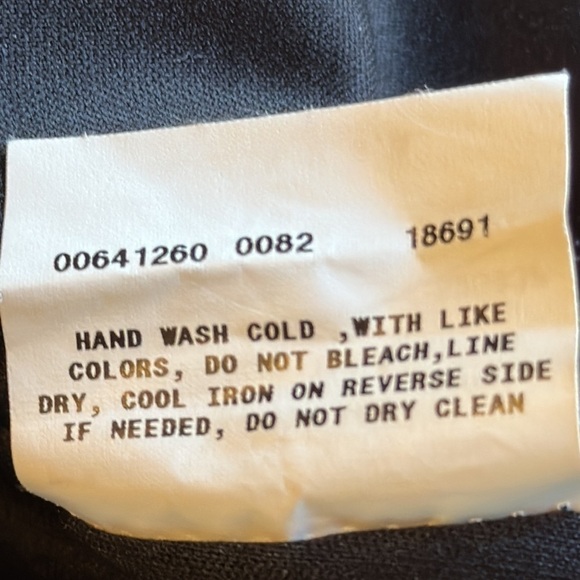 00641260 0082 18691
HAND WASH COLD ,WITH LIKE
COLORS, DO NOT BLEACH,LINE
DRY, COOL IRON ON REVERSE SIDE
IF NEEDED, DO NOT DRY CLEAN